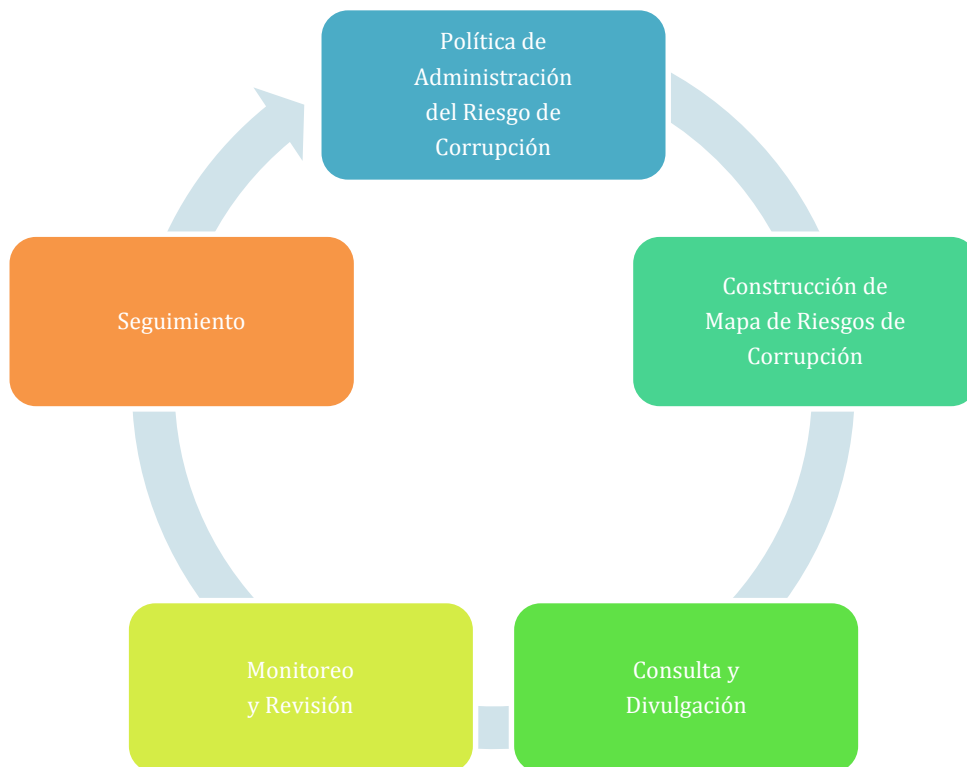 Política de
Administración
del Riesgo de
Corrupción
Construcción de
Mapa de Riesgos de
Corrupción
Consulta y
Divulgación
Monitoreo
y Revisión
Seguimiento